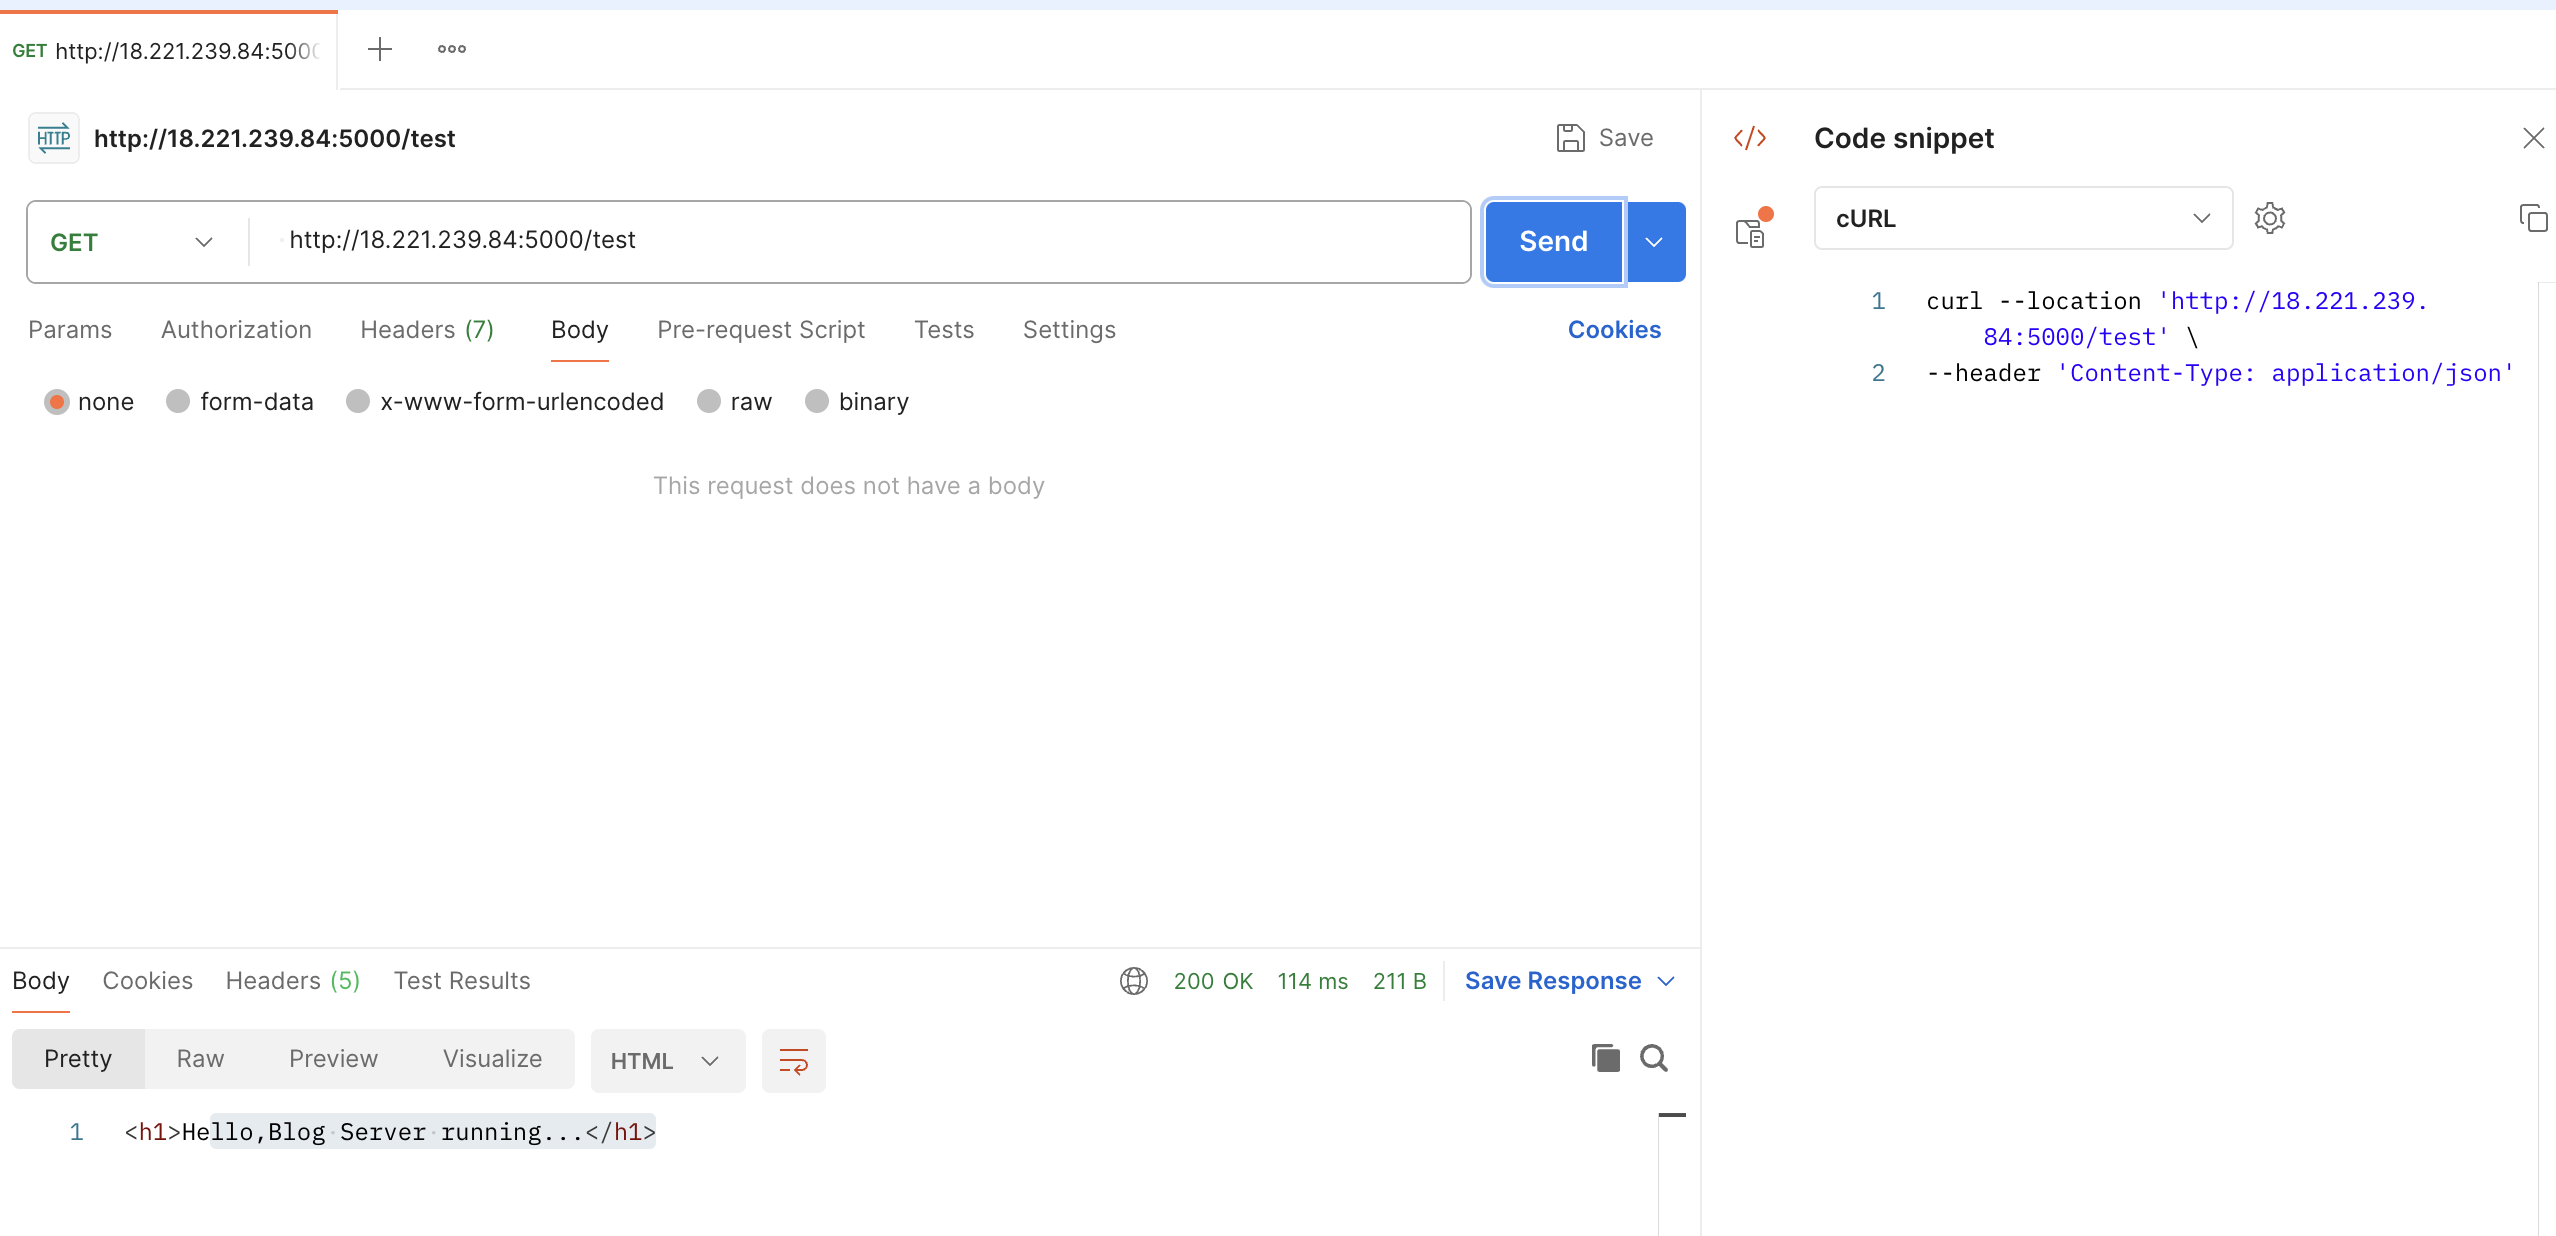 GET http://18.221.239.84:500
HTTP http://18.221.239.84:5000/test
Save
Code snippet
GET http://18.221.239.84:5000/test
Send
cURL
Params Authorization Headers (7) Body Pre-request Script Tests Settings Cookies
1 curl --location 'http://18.221.239.
84:5000/test' \
2 --header 'Content-Type: application/json'
none form-data x-www-form-urlencoded raw binary
This request does not have a body
Body Cookies Headers (5) Test Results
200 OK 114 ms 211 B Save Response
Pretty Raw Preview Visualize HTML
1 <h1>Hello,Blog Server running...</h1>